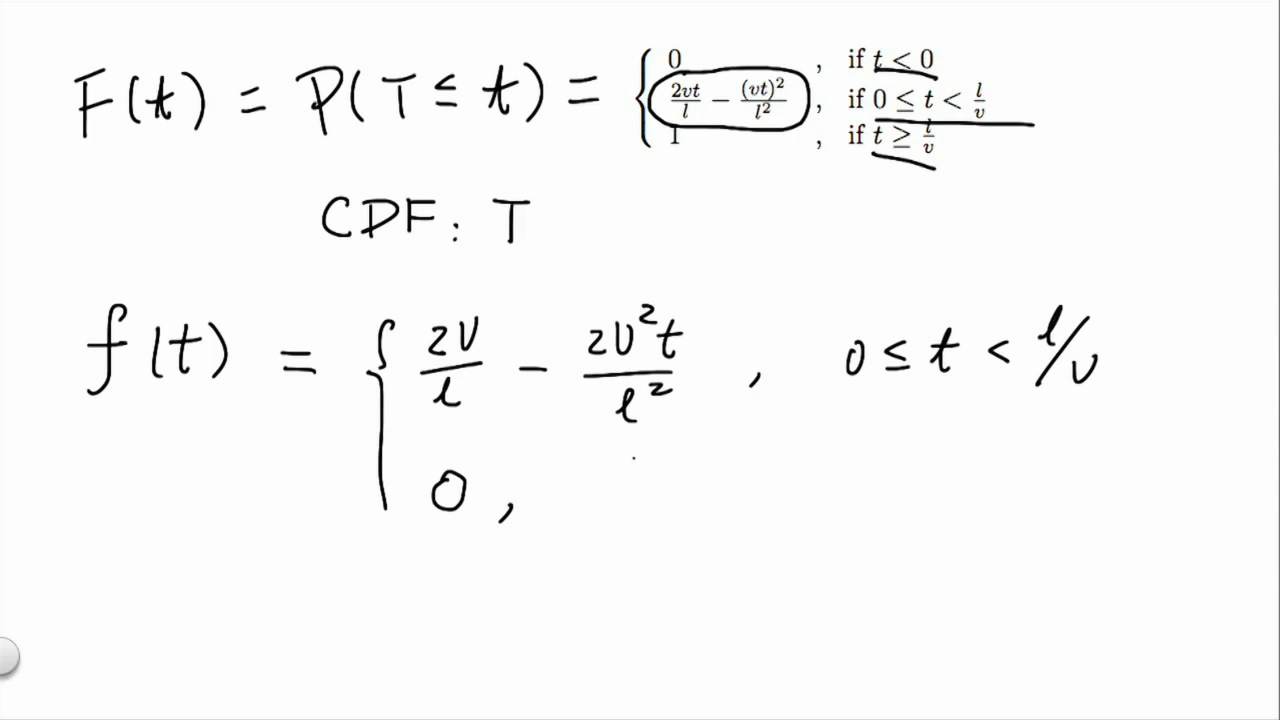 F(t) = P(T ≤ t) = { 0 , if t < 0
2vt/l − (vt)²/l² , if 0 ≤ t < l/v
1 , if t ≥ l/v
CDF: T
f(t) = { 2v/l − 2v²t/l² , 0 ≤ t < l/v
0 ,